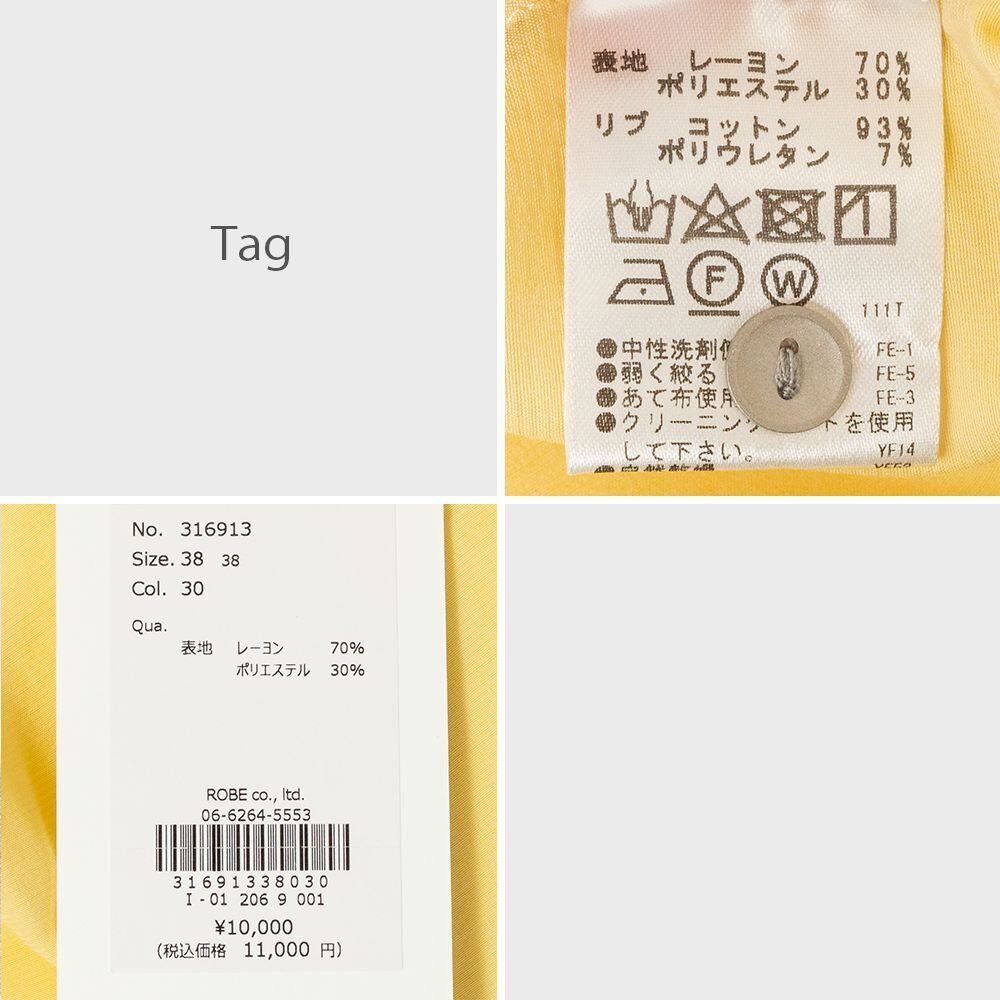 Tag
表地 レーヨン 70%
ポリエステル 30%
リブ コットン 93%
ポリウレタン 7%
F W
111T
●中性洗剤 FE-1
●弱く絞る FE-5
●あて布使用 FE-3
●クリーニン トを使用
して下さい。 YF14
No. 316913
Size. 38 38
Col. 30
Qua.
表地 レーヨン 70%
ポリエステル 30%
ROBE co., ltd.
06-6264-5553
31691338030
I-01 206 9 001
¥10,000
(税込価格 11,000 円)